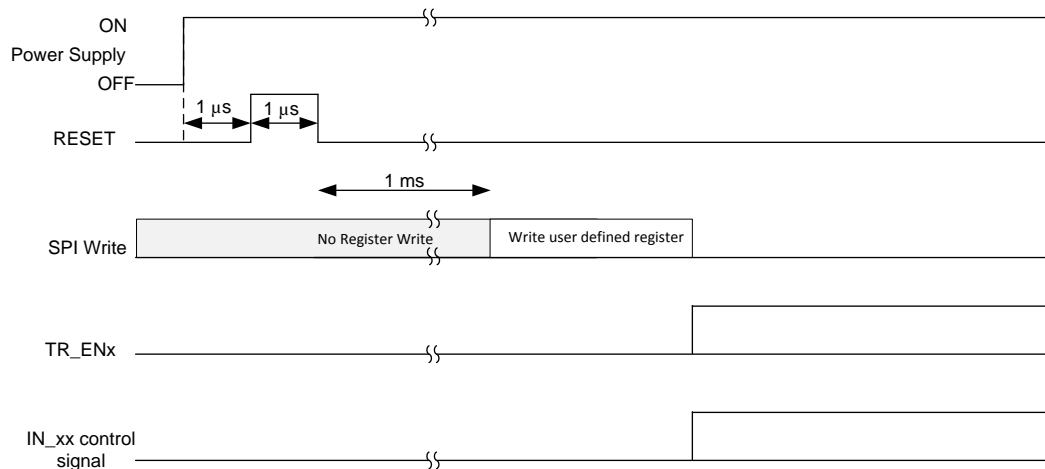 ON
Power Supply
OFF
1 μs
1 μs
RESET
1 ms
SPI Write
No Register Write
Write user defined register
TR_ENx
IN_xx control
signal